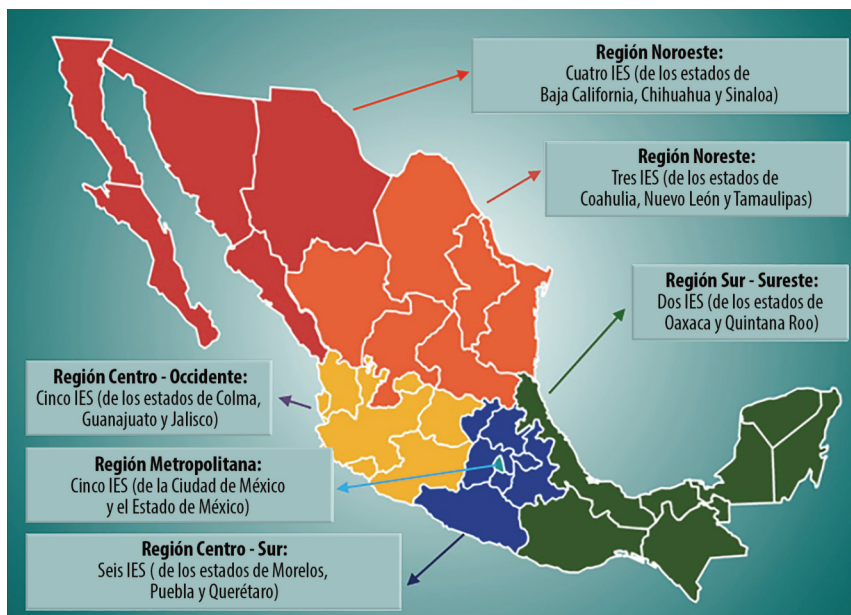 Región Noroeste:
Cuatro IES (de los estados de
Baja California, Chihuahua y Sinaloa)
Región Noreste:
Tres IES (de los estados de
Coahulia, Nuevo León y Tamaulipas)
Región Sur - Sureste:
Dos IES (de los estados de
Oaxaca y Quintana Roo)
Región Centro - Occidente:
Cinco IES (de los estados de Colma,
Guanajuato y Jalisco)
Región Metropolitana:
Cinco IES (de la Ciudad de México
y el Estado de México)
Región Centro - Sur:
Seis IES ( de los estados de Morelos,
Puebla y Querétaro)